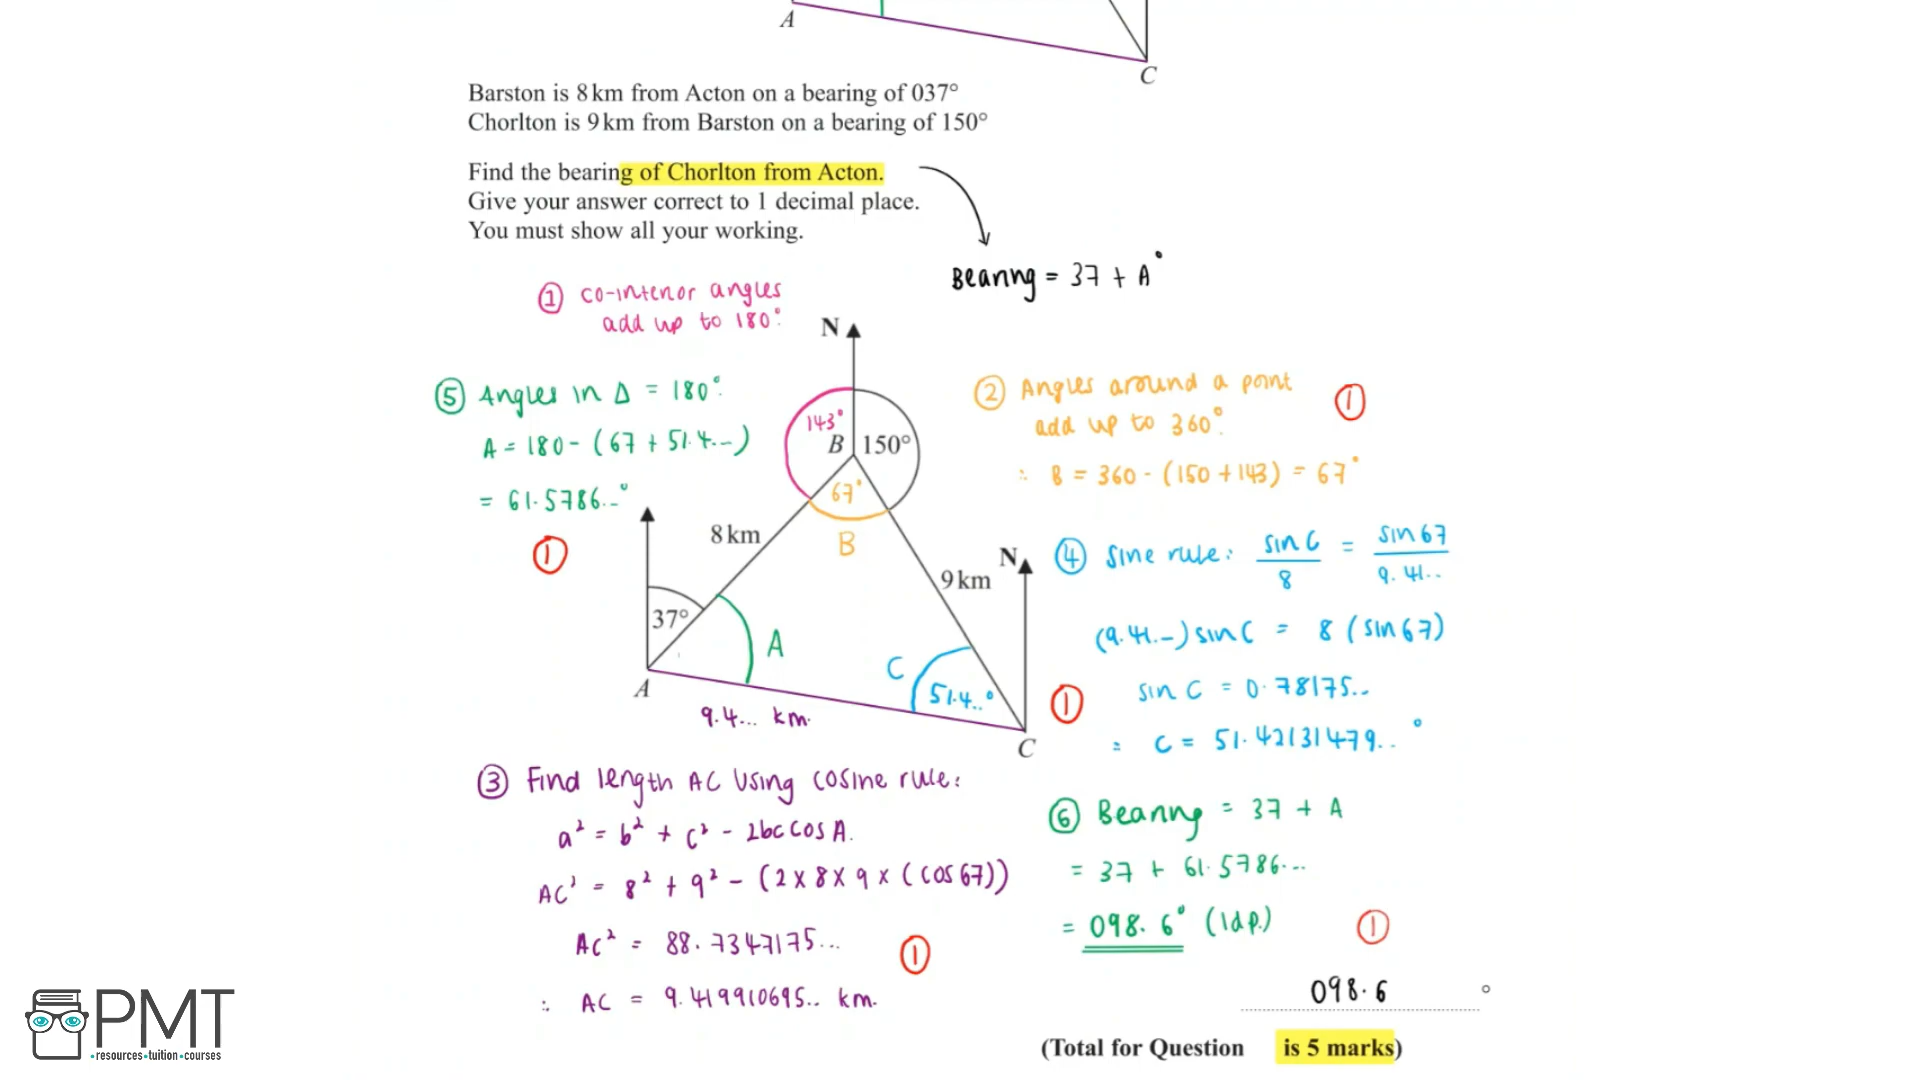 A
C
Barston is 8 km from Acton on a bearing of 037°
Chorlton is 9 km from Barston on a bearing of 150°
Find the bearing of Chorlton from Acton.
Give your answer correct to 1 decimal place.
You must show all your working.
Bearing = 37 + A°
① co-interior angles
add up to 180°.
N
⑤ Angles in Δ = 180°.
A = 180 - (67 + 51.4...)
= 61.5786...°
①
② Angles around a point
add up to 360°.
①
∴ B = 360 - (150 + 143) = 67°
143°
B 150°
67°
B
8 km
37°
A
A
9 km
N
C
51.4..°
C
9.4... km.
④ Sine rule: sin C / 8 = sin 67 / 9.41..
(9.41...) sin C = 8 (sin 67)
sin C = 0.78175..
∴ C = 51.42131479..°
①
③ Find length AC using cosine rule:
a² = b² + c² - 2bc cos A.
AC² = 8² + 9² - (2 × 8 × 9 × (cos 67))
AC² = 88.7347175...
①
∴ AC = 9.419910695.. km.
⑥ Bearing = 37 + A
= 37 + 61.5786...
= 098.6° (1dp.)
①
098.6 °
(Total for Question is 5 marks)
PMT
•resources•tuition•courses